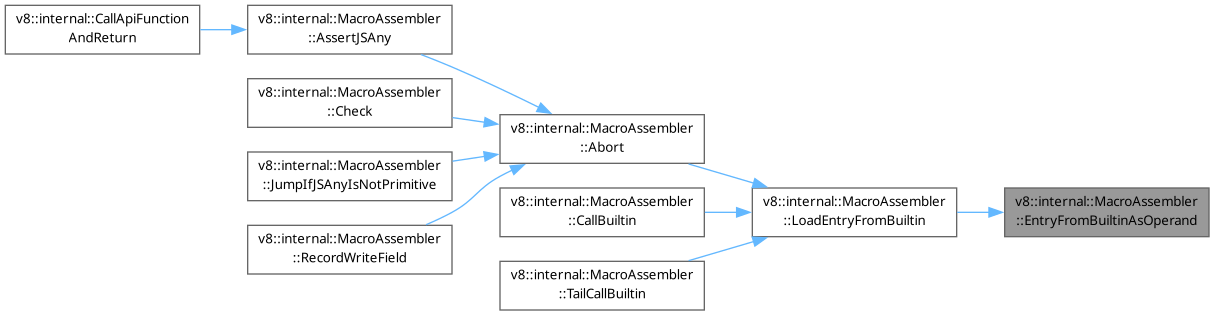 v8::internal::CallApiFunction
AndReturn
v8::internal::MacroAssembler
::AssertJSAny
v8::internal::MacroAssembler
::Check
v8::internal::MacroAssembler
::JumpIfJSAnyIsNotPrimitive
v8::internal::MacroAssembler
::RecordWriteField
v8::internal::MacroAssembler
::Abort
v8::internal::MacroAssembler
::CallBuiltin
v8::internal::MacroAssembler
::TailCallBuiltin
v8::internal::MacroAssembler
::LoadEntryFromBuiltin
v8::internal::MacroAssembler
::EntryFromBuiltinAsOperand